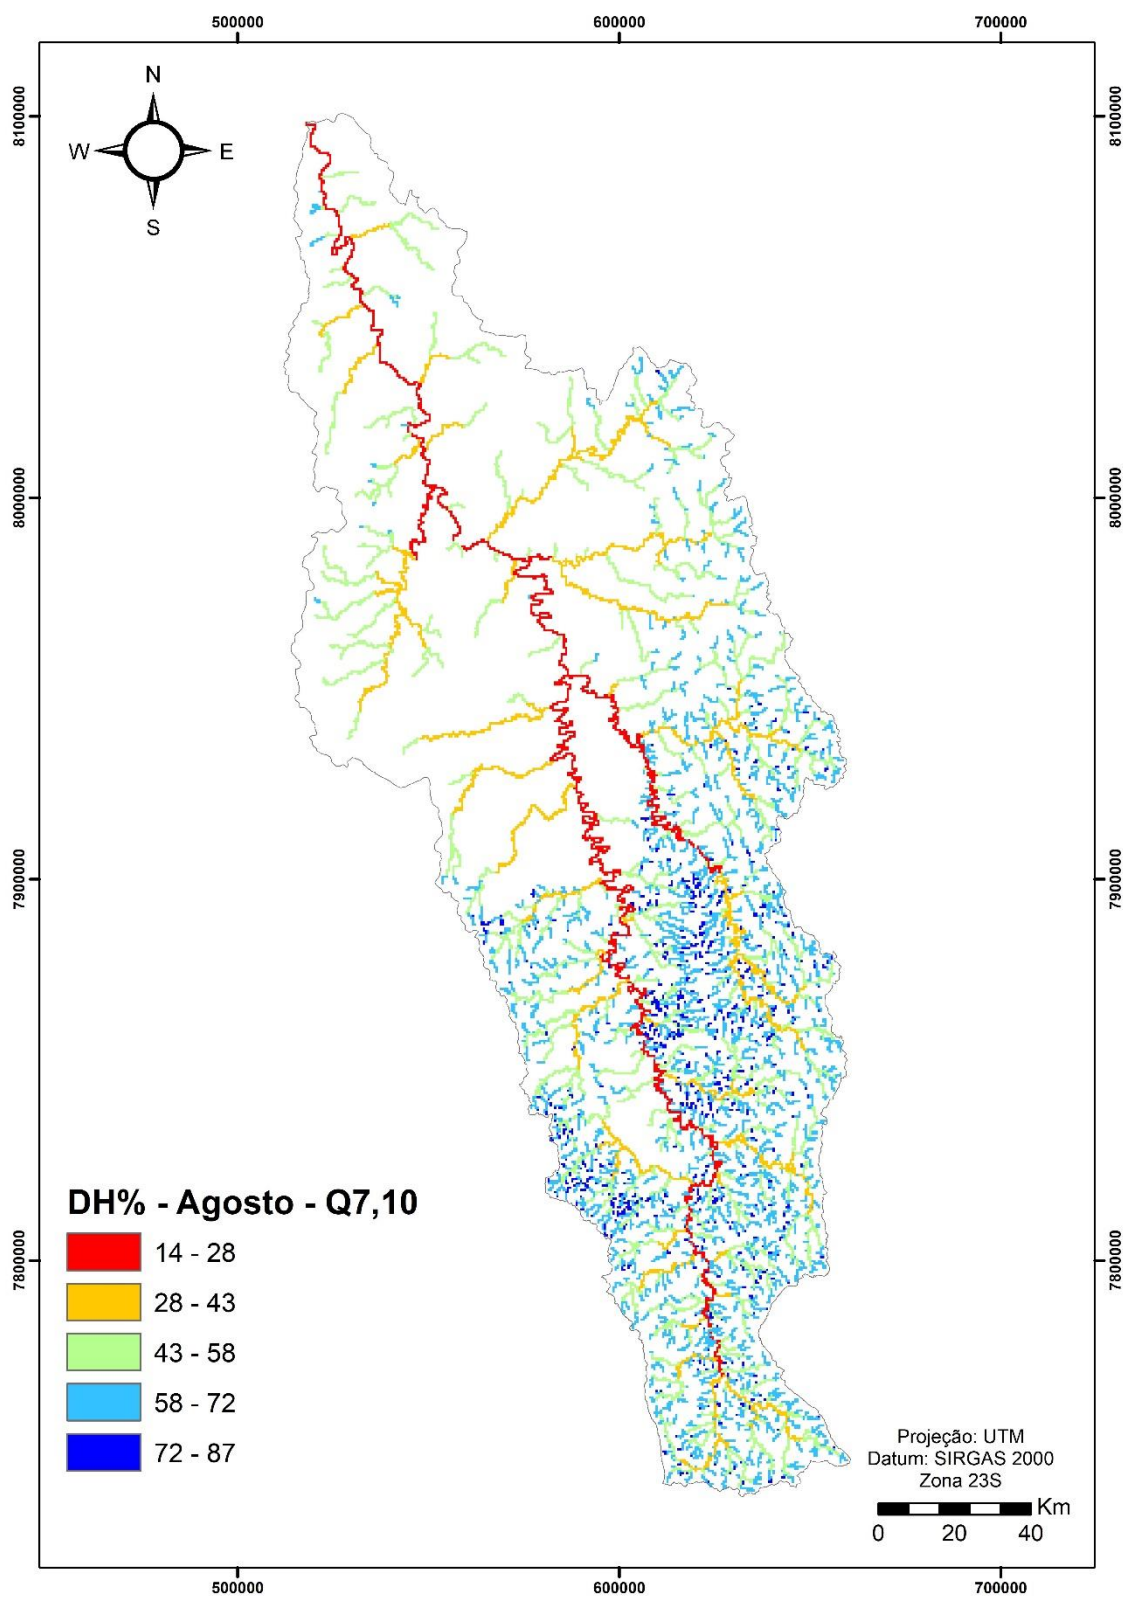 500000
600000
700000
8100000
8100000
N
W
E
S
8000000
8000000
7900000
7900000
DH% - Agosto - Q7,10
14 - 28
28 - 43
43 - 58
58 - 72
72 - 87
7800000
7800000
Projeção: UTM
Datum: SIRGAS 2000
Zona 23S
Km
0 20 40
500000
600000
700000